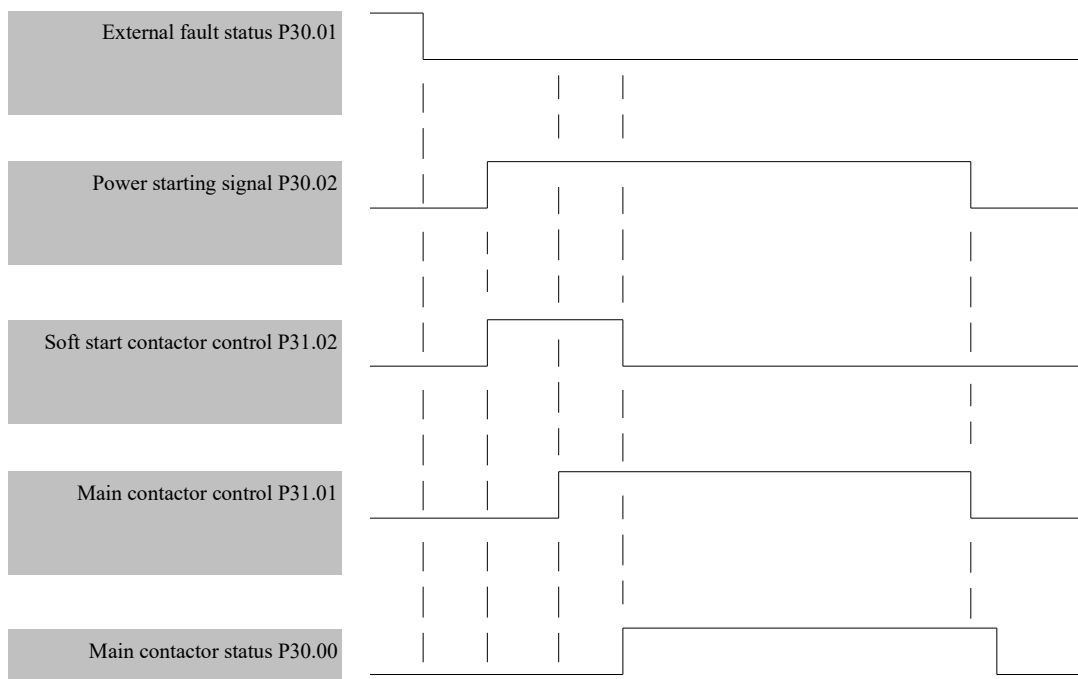 External fault status P30.01
Power starting signal P30.02
Soft start contactor control P31.02
Main contactor control P31.01
Main contactor status P30.00